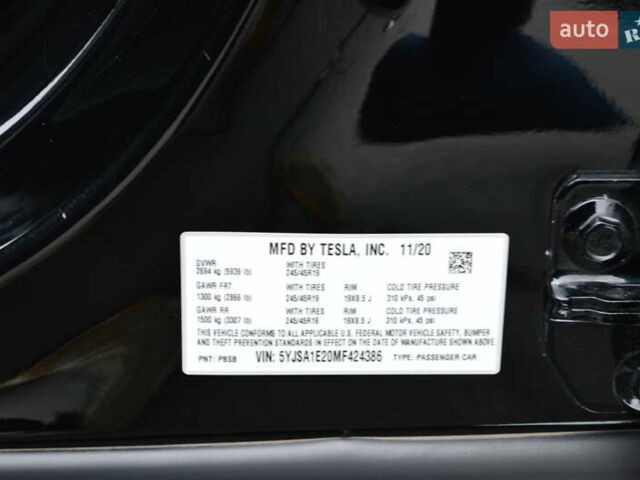 auto
R
MFD BY TESLA, INC. 11/20
GVWR WITH TIRES
2694 kg (5939 lb) 245/45R19
GAWR FRT WITH TIRES RIM COLD TIRE PRESSURE
1300 kg (2866 lb) 245/45R19 19X8.5 J 310 kPa, 45 psi
GAWR RR WITH TIRES RIM COLD TIRE PRESSURE
1500 kg (3307 lb) 245/45R19 19X8.5 J 310 kPa, 45 psi
THIS VEHICLE CONFORMS TO ALL APPLICABLE U.S. FEDERAL MOTOR VEHICLE SAFETY, BUMPER
AND THEFT PREVENTION STANDARDS IN EFFECT ON THE DATE OF MANUFACTURE SHOWN ABOVE.
PNT: PBSB VIN: 5YJSA1E20MF424386 TYPE: PASSENGER CAR